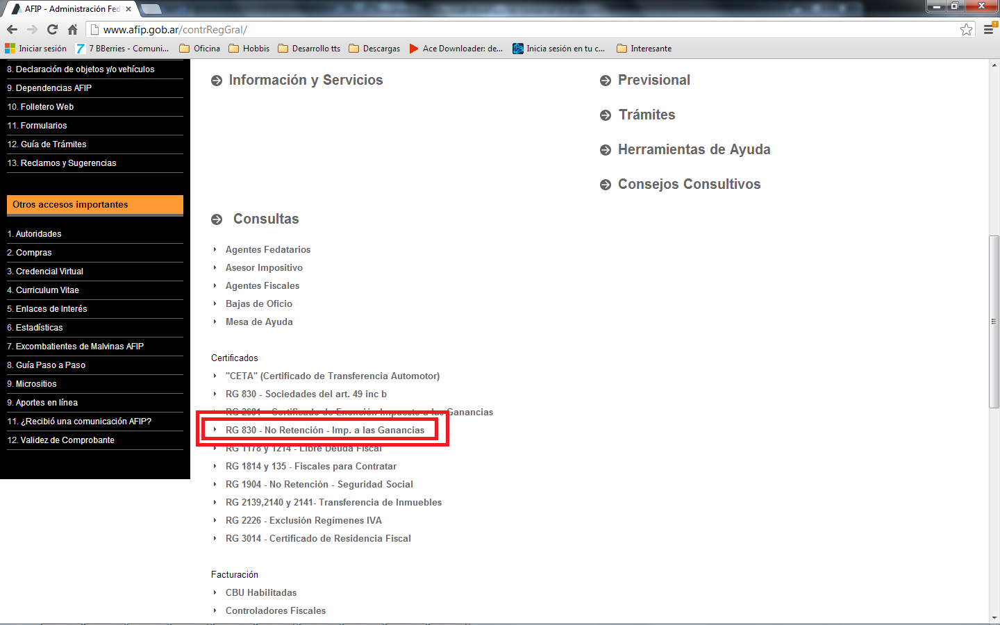 AFIP - Administración Fed
www.afip.gob.ar/contrRegGral/
Iniciar sesión
7 BBerries - Comuni...
Oficina
Hobbis
Desarrollo tts
Descargas
Ace Downloader: de...
Inicia sesión en tu c...
Interesante
8. Declaración de objetos y/o vehículos
9. Dependencias AFIP
10. Folletero Web
11. Formularios
12. Guía de Trámites
13. Reclamos y Sugerencias
Otros accesos importantes
1. Autoridades
2. Compras
3. Credencial Virtual
4. Curriculum Vitae
5. Enlaces de Interés
6. Estadísticas
7. Excombatientes de Malvinas AFIP
8. Guía Paso a Paso
9. Micrositios
9. Aportes en línea
11. ¿Recibió una comunicación AFIP?
12. Validez de Comprobante
Información y Servicios
Previsional
Trámites
Herramientas de Ayuda
Consejos Consultivos
Consultas
Agentes Fedatarios
Asesor Impositivo
Agentes Fiscales
Bajas de Oficio
Mesa de Ayuda
Certificados
"CETA" (Certificado de Transferencia Automotor)
RG 830 - Sociedades del art. 49 inc b
RG 2681 - Certificado de Exención Impuesto a las Ganancias
RG 830 - No Retención - Imp. a las Ganancias
RG 1178 y 1214 - Libre Deuda Fiscal
RG 1814 y 135 - Fiscales para Contratar
RG 1904 - No Retención - Seguridad Social
RG 2139,2140 y 2141- Transferencia de Inmuebles
RG 2226 - Exclusión Regímenes IVA
RG 3014 - Certificado de Residencia Fiscal
Facturación
CBU Habilitadas
Controladores Fiscales